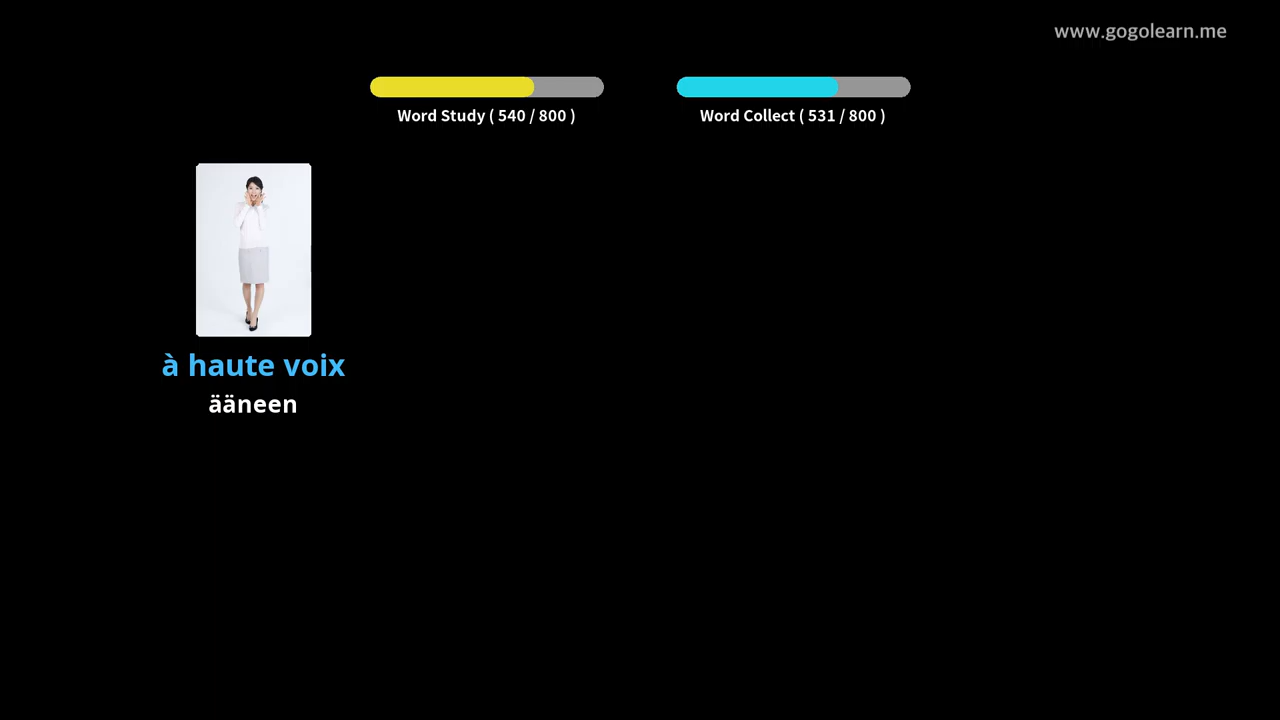 www.gogolearn.me
Word Study ( 540 / 800 )
Word Collect ( 531 / 800 )
à haute voix
ääneen